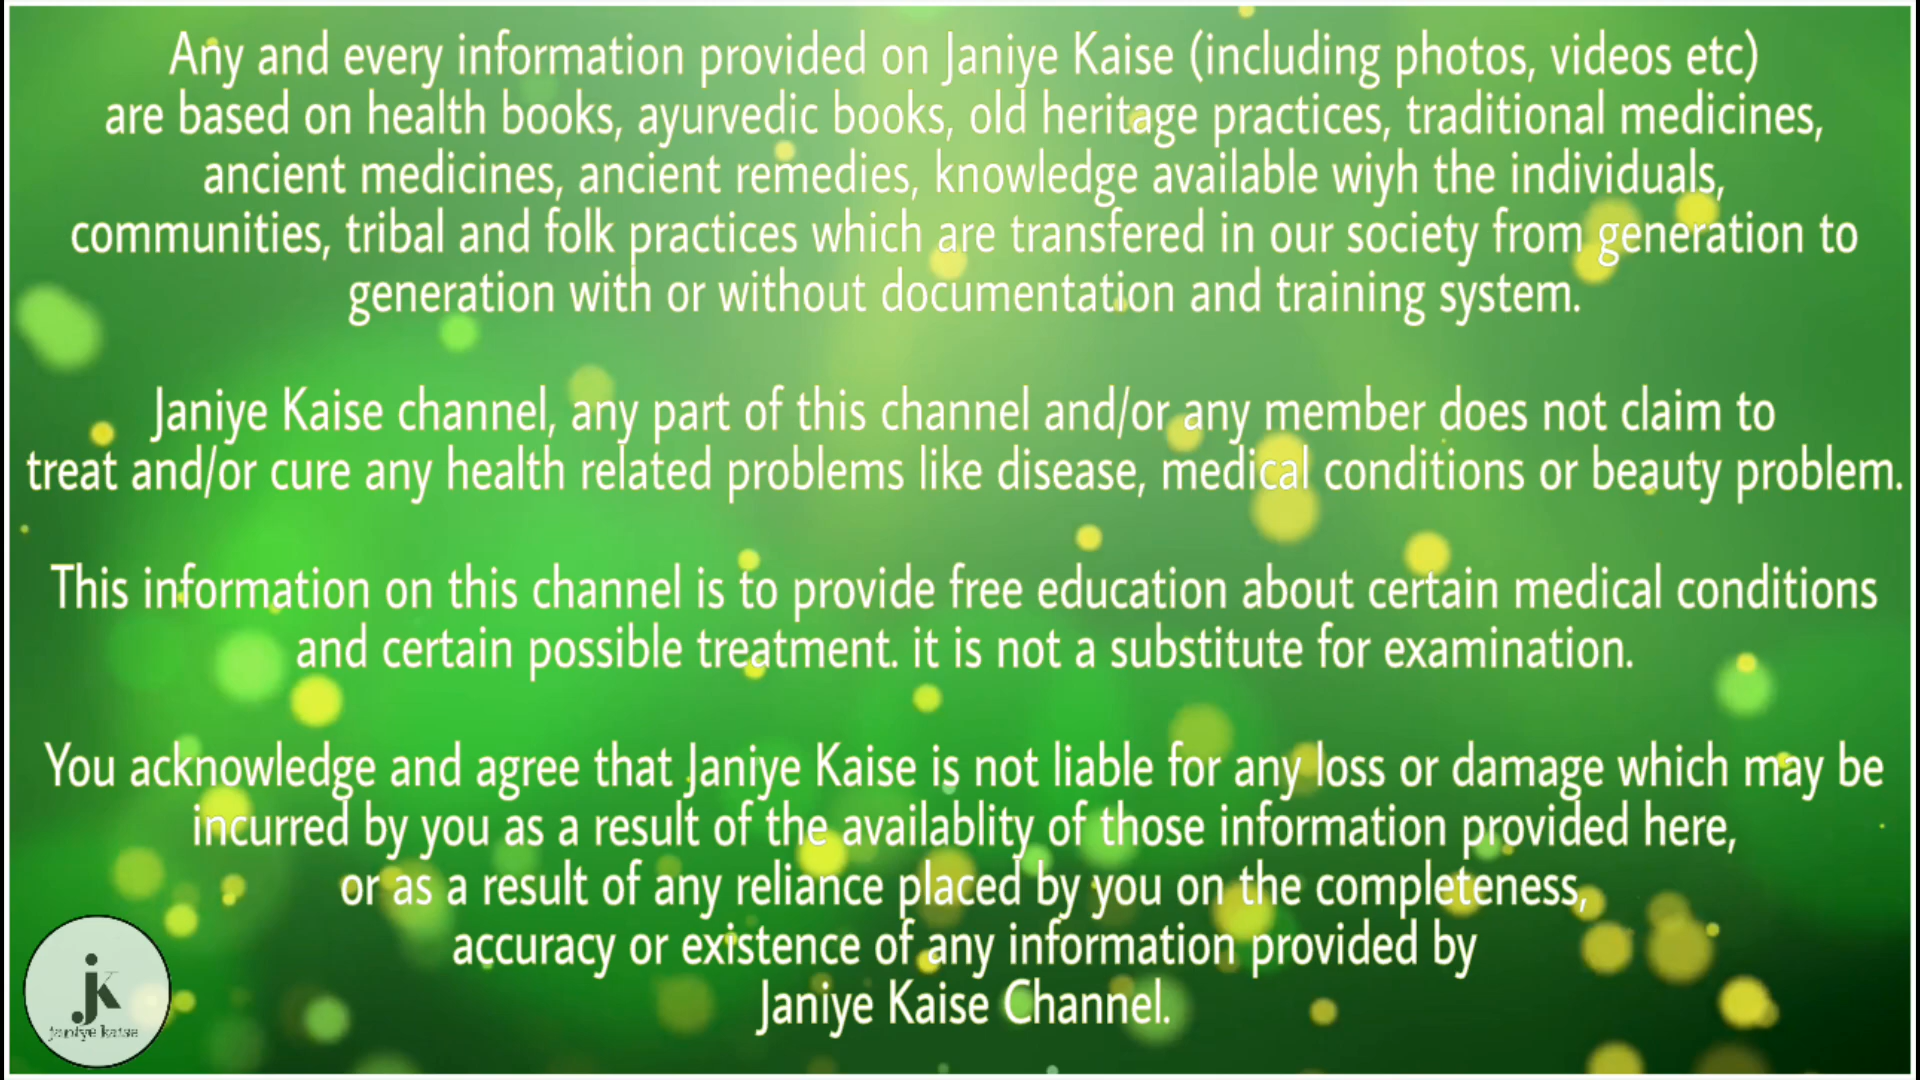 Any and every information provided on Janiye Kaise (including photos, videos etc)
are based on health books, ayurvedic books, old heritage practices, traditional medicines,
ancient medicines, ancient remedies, knowledge available wiyh the individuals,
communities, tribal and folk practices which are transfered in our society from generation to
generation with or without documentation and training system.
Janiye Kaise channel, any part of this channel and/or any member does not claim to
treat and/or cure any health related problems like disease, medical conditions or beauty problem.
This information on this channel is to provide free education about certain medical conditions
and certain possible treatment. it is not a substitute for examination.
You acknowledge and agree that Janiye Kaise is not liable for any loss or damage which may be
incurred by you as a result of the availablity of those information provided here,
or as a result of any reliance placed by you on the completeness,
accuracy or existence of any information provided by
Janiye Kaise Channel.
jK
janiye kaise